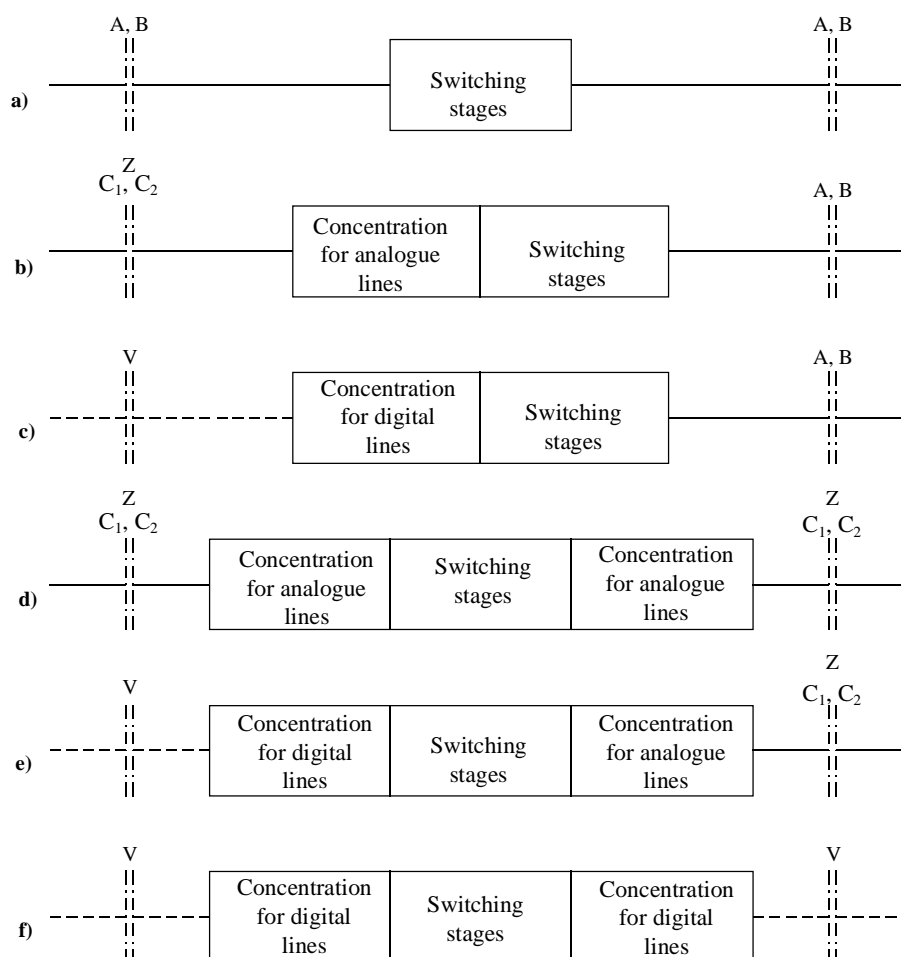 A, B
A, B
a)
Switching
stages
Z
C₁, C₂
A, B
b)
Concentration
for analogue
lines
Switching
stages
V
A, B
c)
Concentration
for digital
lines
Switching
stages
Z
C₁, C₂
Z
C₁, C₂
d)
Concentration
for analogue
lines
Switching
stages
Concentration
for analogue
lines
V
Z
C₁, C₂
e)
Concentration
for digital
lines
Switching
stages
Concentration
for analogue
lines
V
V
f)
Concentration
for digital
lines
Switching
stages
Concentration
for digital
lines